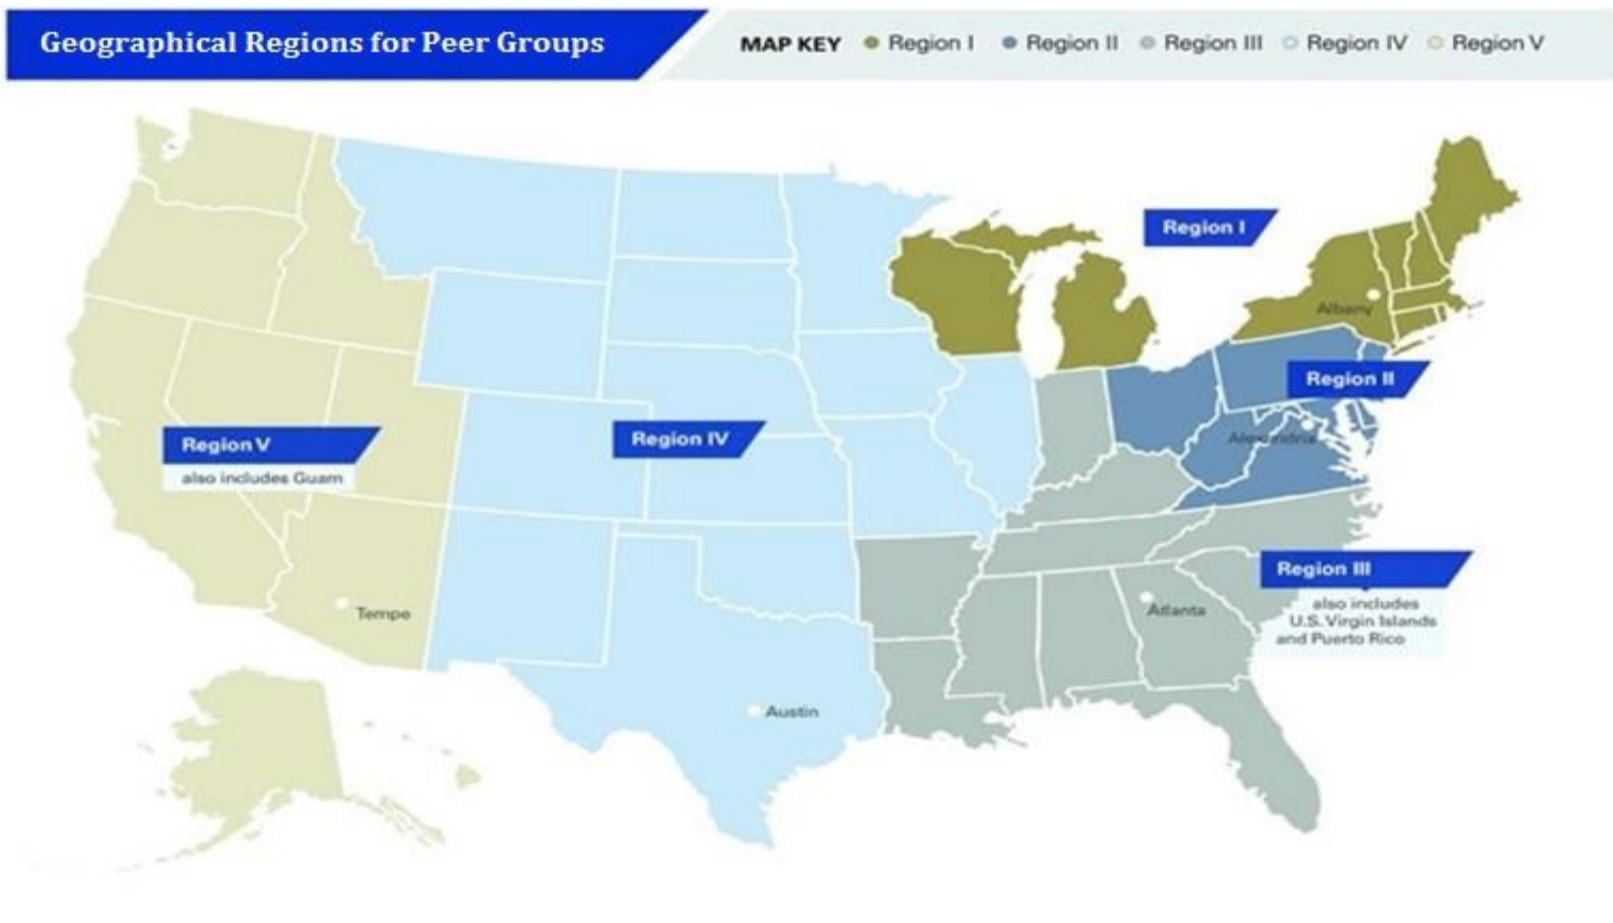 Geographical Regions for Peer Groups
MAP KEY Region I Region II Region III Region IV Region V
Region I
Albany
Region II
Alexandria
Region V
also includes Guam
Region IV
Region III
also includes
U.S. Virgin Islands
and Puerto Rico
Tempe
Atlanta
Austin